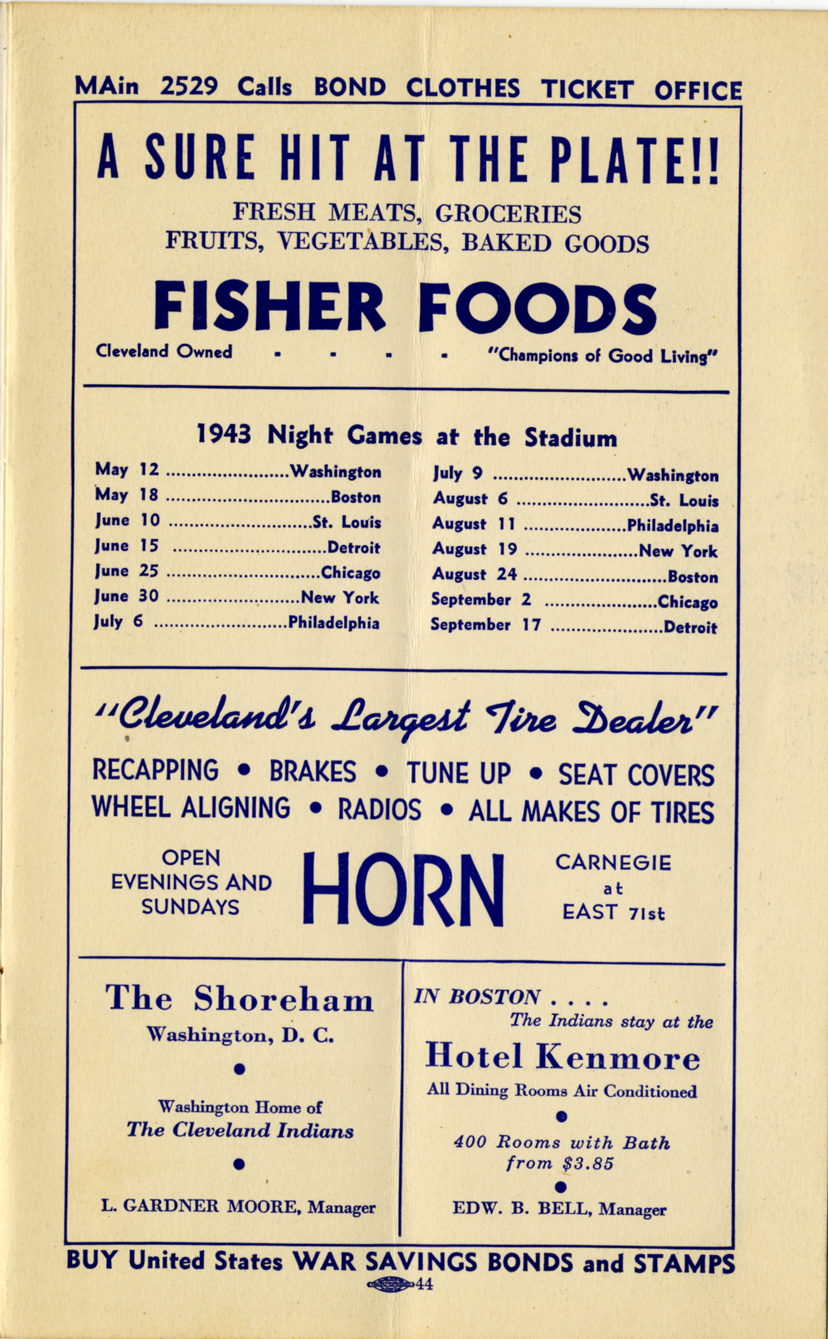 MAin 2529 Calls BOND CLOTHES TICKET OFFICE
A SURE HIT AT THE PLATE!!
FRESH MEATS, GROCERIES
FRUITS, VEGETABLES, BAKED GOODS
FISHER FOODS
Cleveland Owned - - - - "Champions of Good Living"
1943 Night Games at the Stadium
May 12 ......................Washington
May 18 ..............................Boston
June 10 ...........................St. Louis
June 15 .............................Detroit
June 25 .............................Chicago
June 30 .........................New York
July 6 .........................Philadelphia
July 9 .........................Washington
August 6 .........................St. Louis
August 11 ...................Philadelphia
August 19 .....................New York
August 24 ...........................Boston
September 2 .....................Chicago
September 17 .....................Detroit
"Cleveland's Largest Tire Dealer"
RECAPPING • BRAKES • TUNE UP • SEAT COVERS
WHEEL ALIGNING • RADIOS • ALL MAKES OF TIRES
OPEN
EVENINGS AND
SUNDAYS
HORN
CARNEGIE
at
EAST 71st
The Shoreham
Washington, D. C.
•
Washington Home of
The Cleveland Indians
•
L. GARDNER MOORE, Manager
IN BOSTON . . . .
The Indians stay at the
Hotel Kenmore
All Dining Rooms Air Conditioned
•
400 Rooms with Bath
from $3.85
•
EDW. B. BELL, Manager
BUY United States WAR SAVINGS BONDS and STAMPS
44